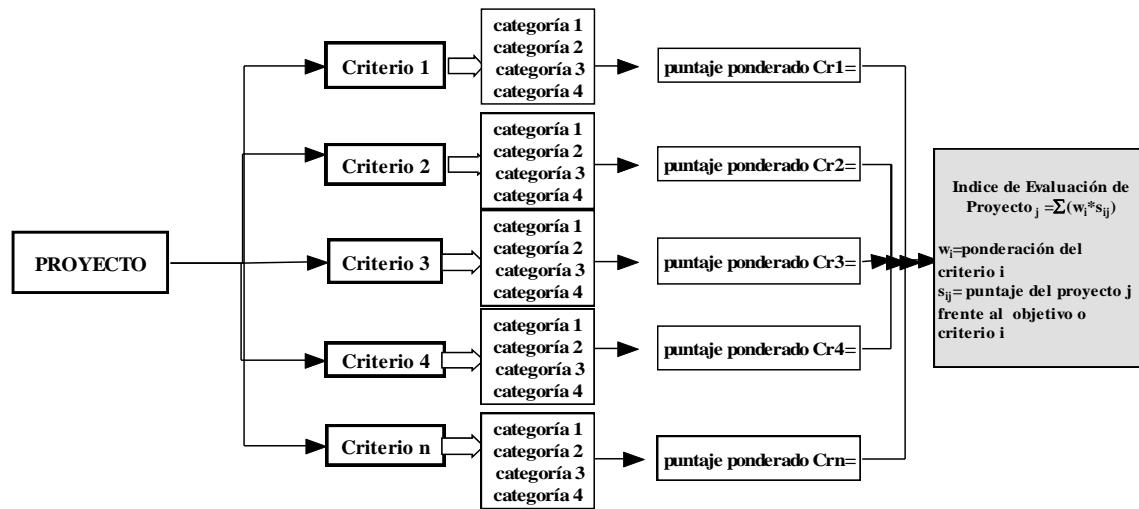 PROYECTO
Criterio 1
categoría 1
categoría 2
categoría 3
categoría 4
puntaje ponderado Cr1=
Criterio 2
categoría 1
categoría 2
categoría 3
categoría 4
puntaje ponderado Cr2=
Criterio 3
categoría 1
categoría 2
categoría 3
categoría 4
puntaje ponderado Cr3=
Criterio 4
categoría 1
categoría 2
categoría 3
categoría 4
puntaje ponderado Cr4=
Criterio n
categoría 1
categoría 2
categoría 3
categoría 4
puntaje ponderado Crn=
Indice de Evaluación de
Proyecto j =Σ(wi*sij)
wi=ponderación del
criterio i
sij= puntaje del proyecto j
frente al objetivo o
criterio i